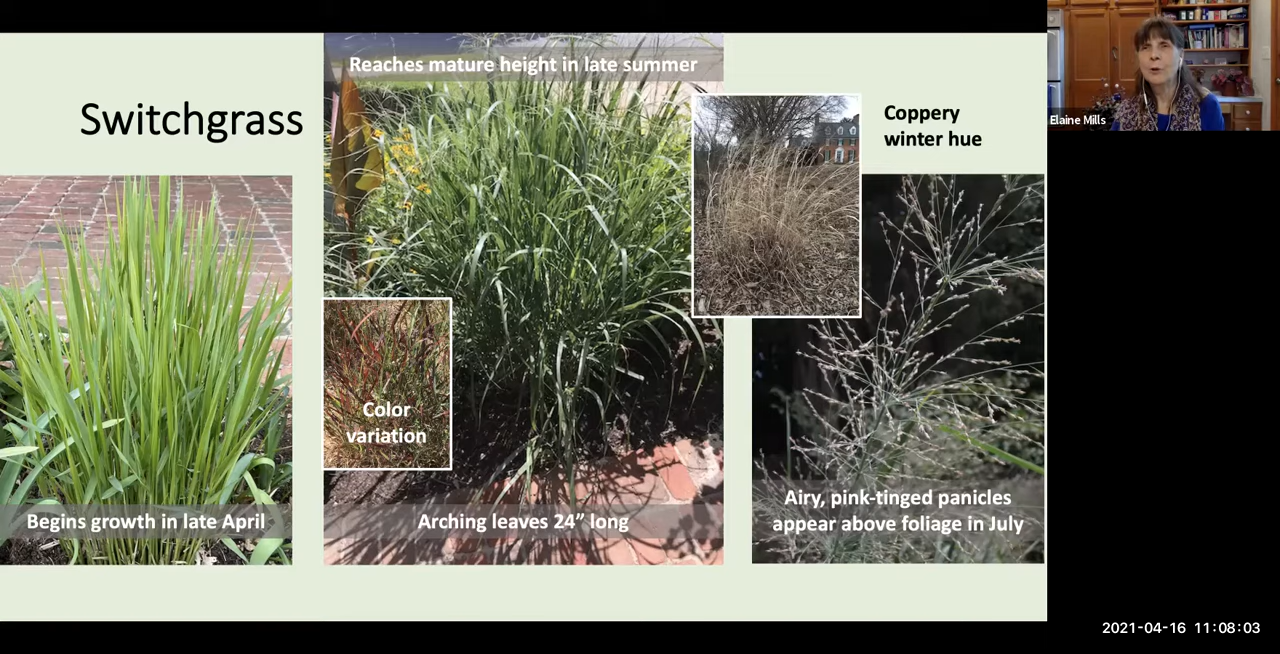 Switchgrass
Reaches mature height in late summer
Coppery
winter hue
Color
variation
Begins growth in late April
Arching leaves 24” long
Airy, pink-tinged panicles
appear above foliage in July
Elaine Mills
2021-04-16 11:08:03